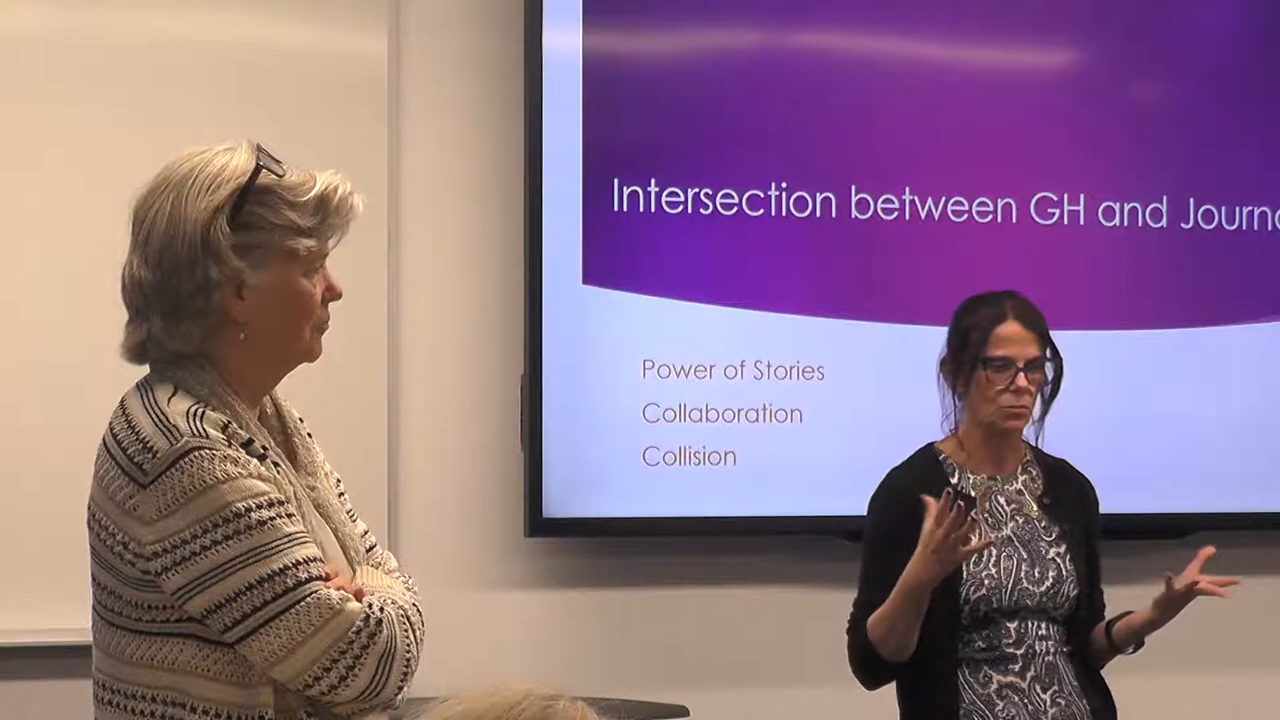 Intersection between GH and
Power of Stories
Collaboration
Collision